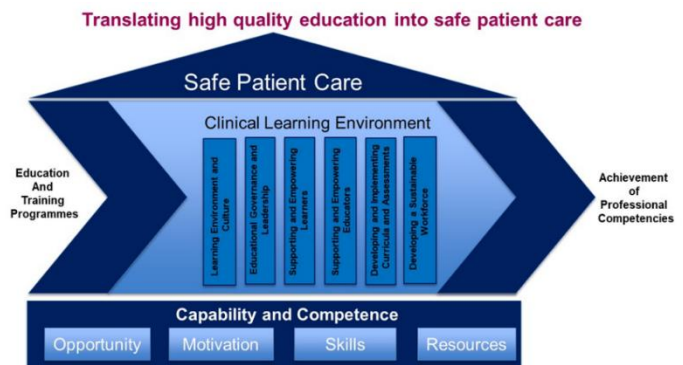 Translating high quality education into safe patient care
Safe Patient Care
Clinical Learning Environment
Education
And
Training
Programmes
Learning Environment and
Culture
Educational Governance and
Leadership
Supporting and Empowering
Learners
Supporting and Empowering
Educators
Developing and Implementing
Curricula and Assessments
Developing a Sustainable
Workforce
Achievement
of
Professional
Competencies
Capability and Competence
Opportunity
Motivation
Skills
Resources